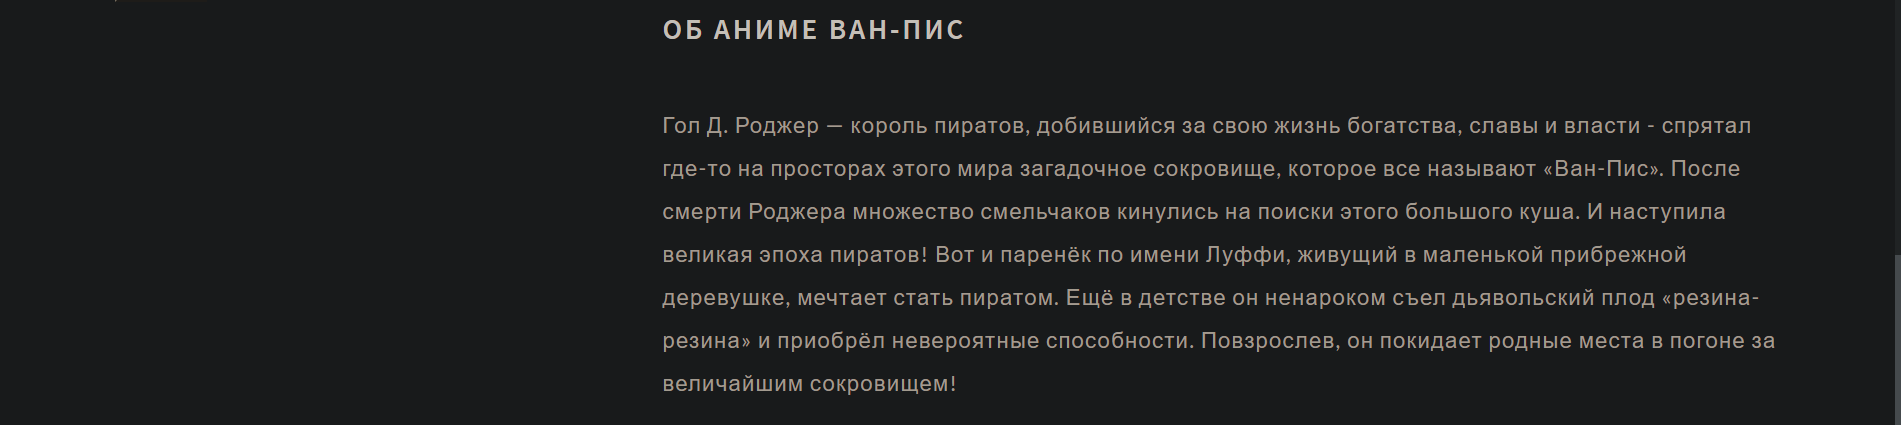 ОБ АНИМЕ ВАН-ПИС
Гол Д. Роджер — король пиратов, добившийся за свою жизнь богатства, славы и власти - спрятал
где-то на просторах этого мира загадочное сокровище, которое все называют «Ван-Пис». После
смерти Роджера множество смельчаков кинулись на поиски этого большого куша. И наступила
великая эпоха пиратов! Вот и паренёк по имени Луффи, живущий в маленькой прибрежной
деревушке, мечтает стать пиратом. Ещё в детстве он ненароком съел дьявольский плод «резина-
резина» и приобрёл невероятные способности. Повзрослев, он покидает родные места в погоне за
величайшим сокровищем!